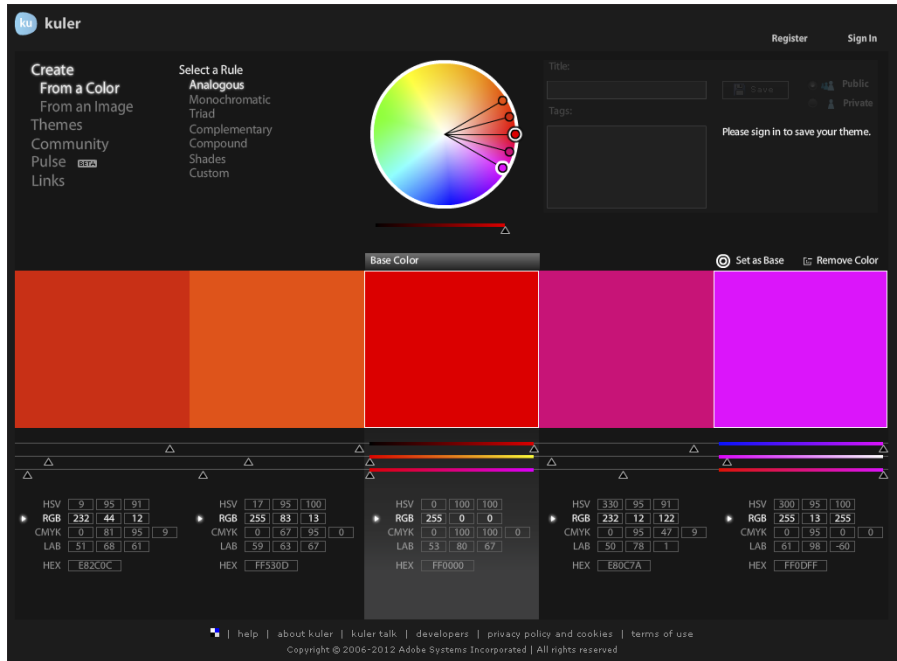 ku kuler
Register Sign In
Create
From a Color
From an Image
Themes
Community
Pulse BETA
Links
Select a Rule
Analogous
Monochromatic
Triad
Complementary
Compound
Shades
Custom
Title:
Save
Public
Private
Tags:
Please sign in to save your theme.
Base Color
Set as Base Remove Color
HSV 9 95 91
RGB 232 44 12
CMYK 0 81 95 9
LAB 51 68 61
HEX E82C0C
HSV 17 95 100
RGB 255 83 13
CMYK 0 67 95 0
LAB 59 63 67
HEX FF530D
HSV 0 100 100
RGB 255 0 0
CMYK 0 100 100 0
LAB 53 80 67
HEX FF0000
HSV 330 95 91
RGB 232 12 122
CMYK 0 95 47 9
LAB 50 78 1
HEX E80C7A
HSV 300 95 100
RGB 255 13 255
CMYK 0 95 0 0
LAB 61 98 -60
HEX FF0DFF
| help | about kuler | kuler talk | developers | privacy policy and cookies | terms of use
Copyright © 2006-2012 Adobe Systems Incorporated | All rights reserved